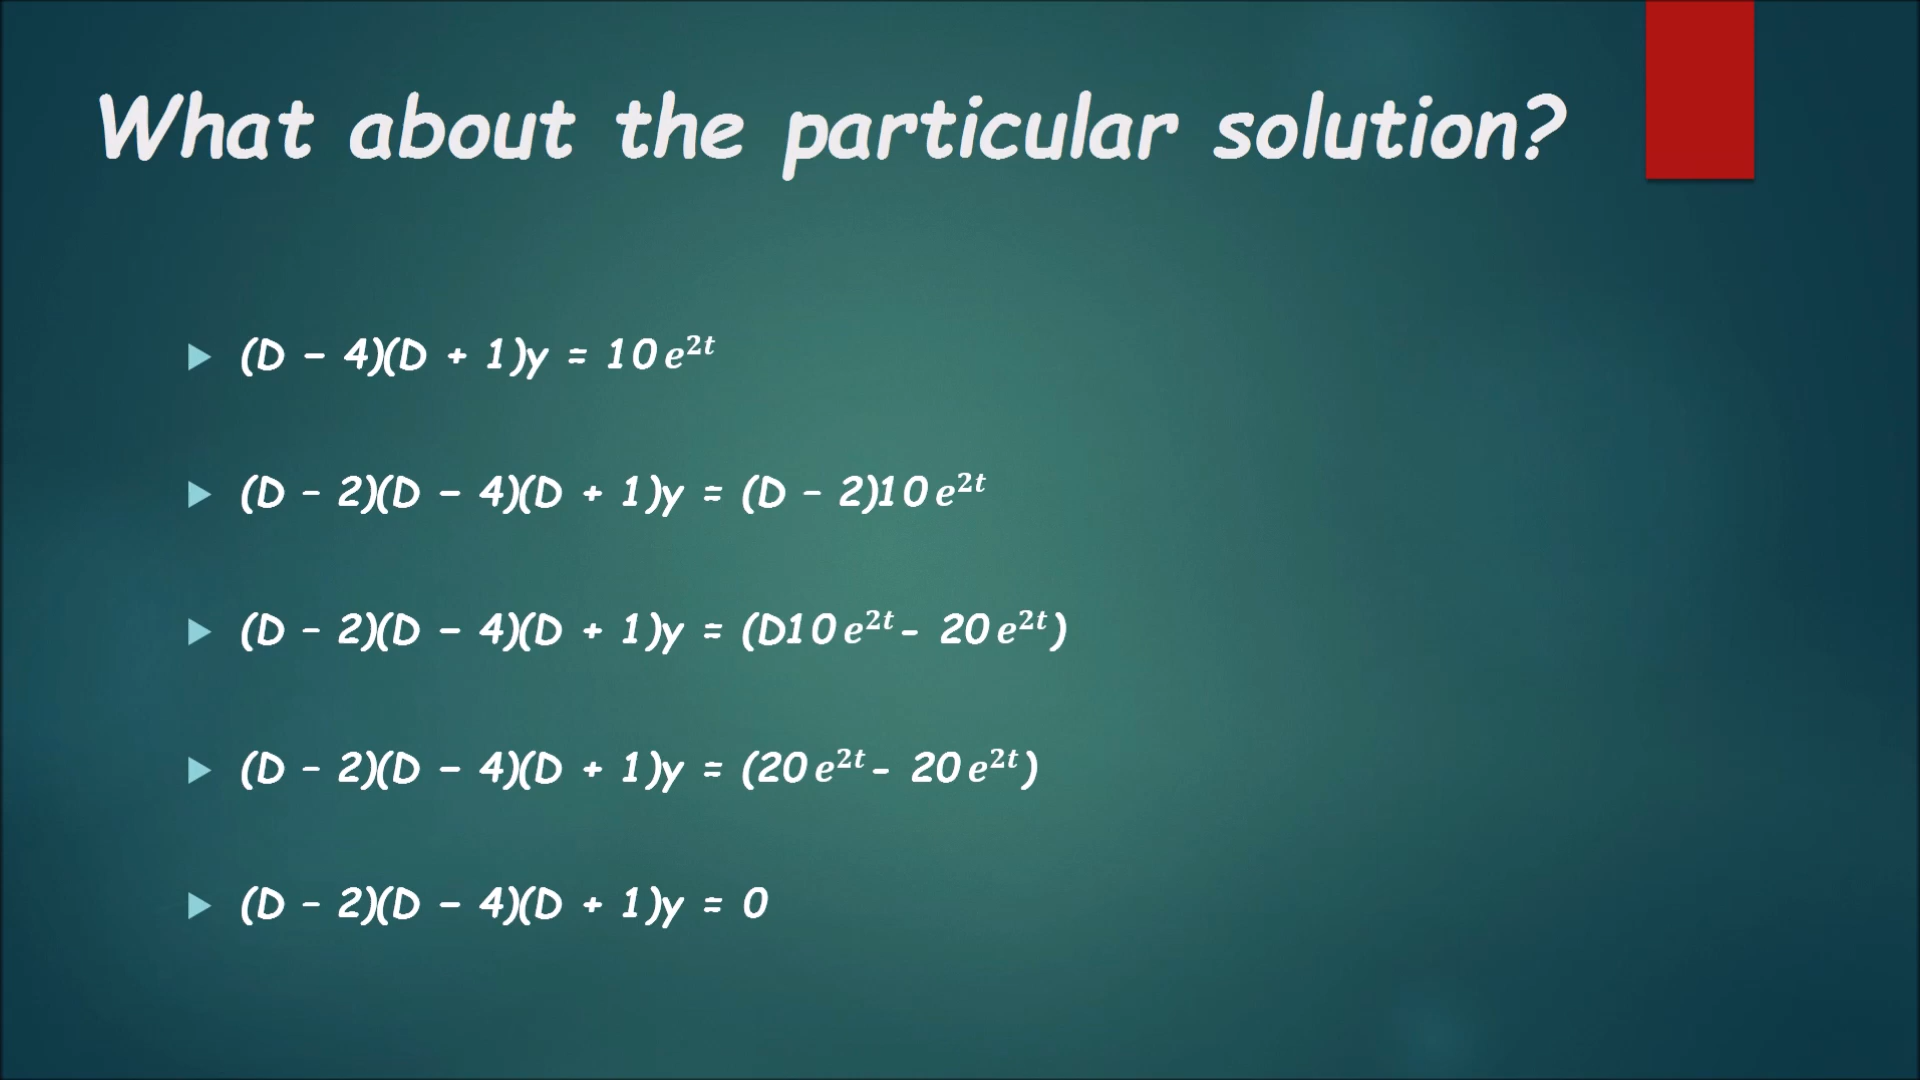 What about the particular solution?
(D – 4)(D + 1)y = 10e^{2t}
(D – 2)(D – 4)(D + 1)y = (D – 2)10e^{2t}
(D – 2)(D – 4)(D + 1)y = (D10e^{2t} – 20e^{2t})
(D – 2)(D – 4)(D + 1)y = (20e^{2t} – 20e^{2t})
(D – 2)(D – 4)(D + 1)y = 0